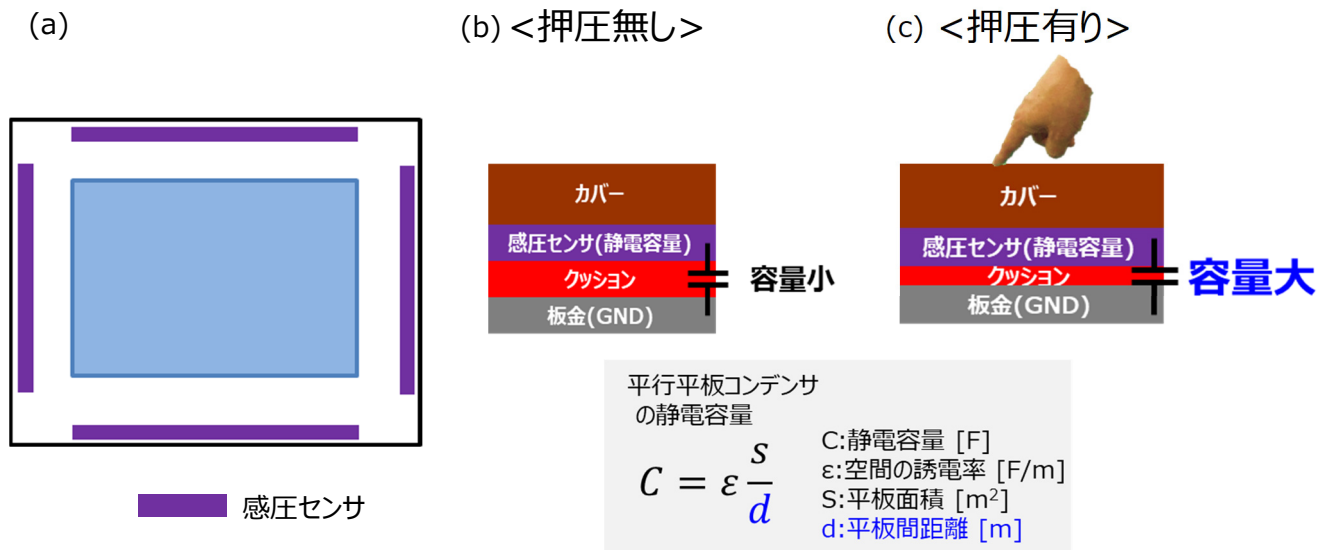 (a)
(b) <押圧無し>
(c) <押圧有り>
カバー
感圧センサ(静電容量)
クッション
板金(GND)
容量小
カバー
感圧センサ(静電容量)
クッション
板金(GND)
容量大
感圧センサ
平行平板コンデンサ
の静電容量
C = ε s/d
C:静電容量 [F]
ε:空間の誘電率 [F/m]
S:平板面積 [m²]
d:平板間距離 [m]